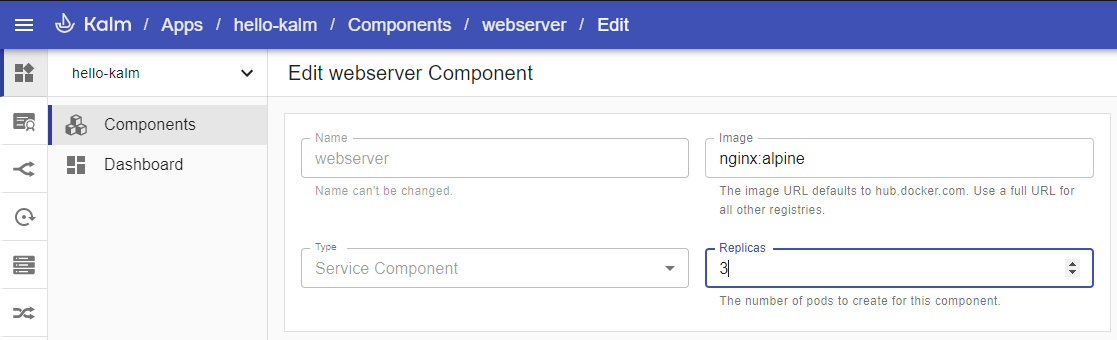 Kalm / Apps / hello-kalm / Components / webserver / Edit
hello-kalm
Edit webserver Component
Components
Dashboard
Name
webserver
Name can't be changed.
Image
nginx:alpine
The image URL defaults to hub.docker.com. Use a full URL for
all other registries.
Type
Service Component
Replicas
3
The number of pods to create for this component.